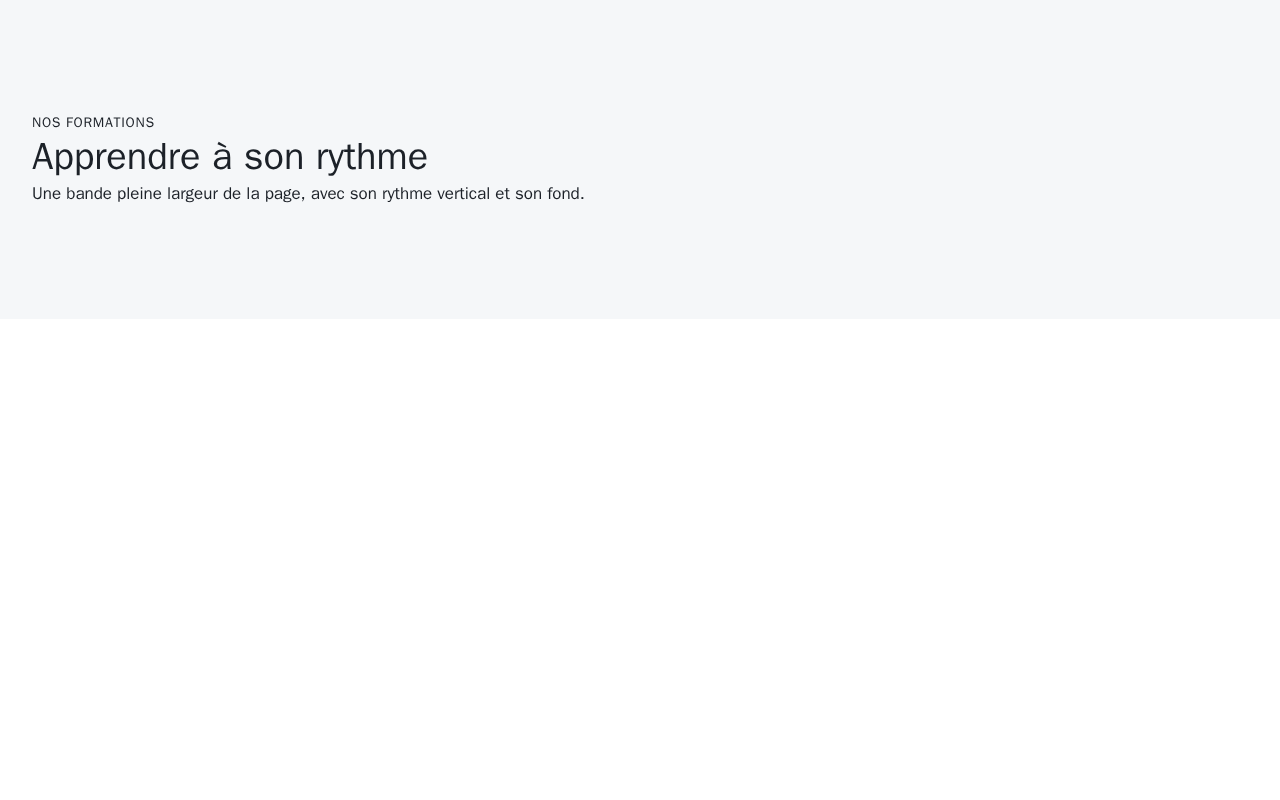 NOS FORMATIONS
Apprendre à son rythme
Une bande pleine largeur de la page, avec son rythme vertical et son fond.